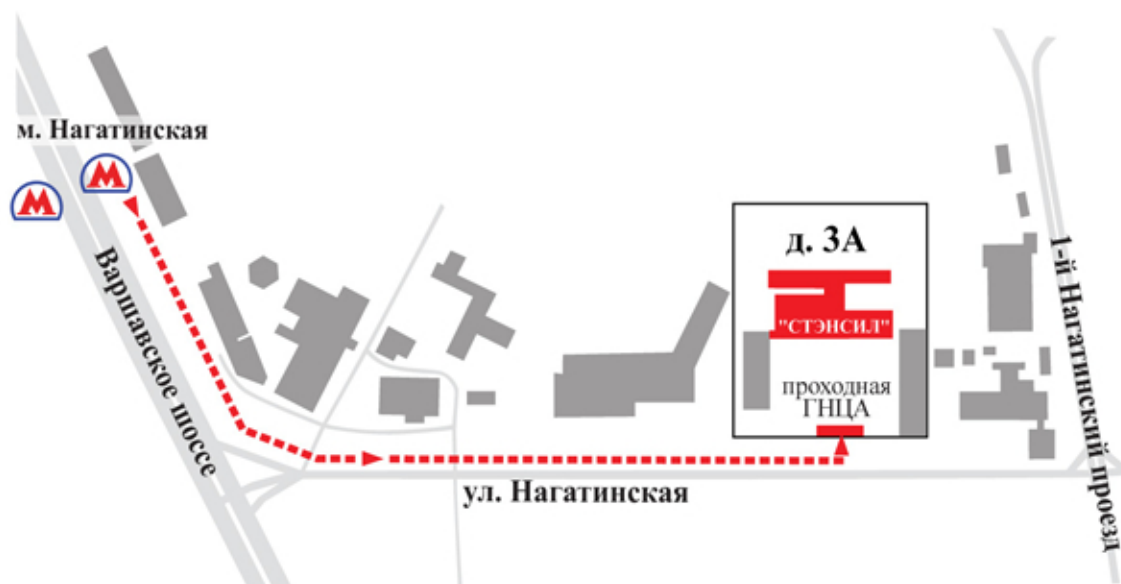 м. Нагатинская
М
М
Варшавское шоссе
д. 3А
"СТЭНСИЛ"
проходная
ГНЦА
ул. Нагатинская
1-й Нагатинский проезд